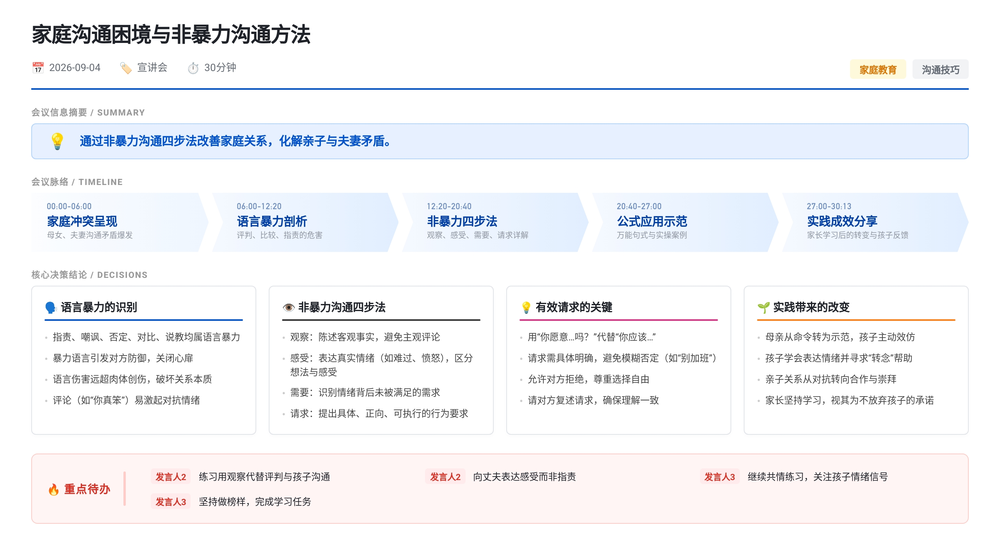 家庭沟通困境与非暴力沟通方法
2026-09-04 宣讲会 30分钟
家庭教育 沟通技巧
会议信息摘要 / SUMMARY
通过非暴力沟通四步法改善家庭关系，化解亲子与夫妻矛盾。
会议脉络 / TIMELINE
00:00-06:00
家庭冲突呈现
母女、夫妻沟通矛盾爆发
06:00-12:20
语言暴力剖析
评判、比较、指责的危害
12:20-20:40
非暴力四步法
观察、感受、需要、请求详解
20:40-27:00
公式应用示范
万能句式与实操案例
27:00-30:13
实践成效分享
家长学习后的转变与孩子反馈
核心决策结论 / DECISIONS
语言暴力的识别
• 指责、嘲讽、否定、对比、说教均属语言暴力
• 暴力语言引发对方防御，关闭心扉
• 语言伤害远超肉体创伤，破坏关系本质
• 评论（如“你真笨”）易激起对抗情绪
非暴力沟通四步法
• 观察：陈述客观事实，避免主观评论
• 感受：表达真实情绪（如难过、愤怒），区分
想法与感受
• 需要：识别情绪背后未被满足的需求
• 请求：提出具体、正向、可执行的行为要求
有效请求的关键
• 用“你愿意…吗？”代替“你应该…”
• 请求需具体明确，避免模糊否定（如“别加班”）
• 允许对方拒绝，尊重选择自由
• 请对方复述请求，确保理解一致
实践带来的改变
• 母亲从命令转为示范，孩子主动效仿
• 孩子学会表达情绪并寻求“转念”帮助
• 亲子关系从对抗转向合作与崇拜
• 家长坚持学习，视其为不放弃孩子的承诺
重点待办
发言人2 练习用观察代替评判与孩子沟通
发言人2 向丈夫表达感受而非指责
发言人3 继续共情练习，关注孩子情绪信号
发言人3 坚持做榜样，完成学习任务